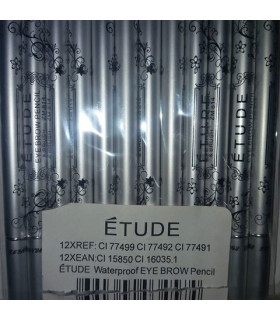 ÉTUDE
EYE BROW PENCIL
ÉTUDE
ÉTUDE
12XREF: CI 77499 CI 77492 CI 77491
12XEAN:CI 15850 CI 16035.1
ÉTUDE Waterproof EYE BROW Pencil